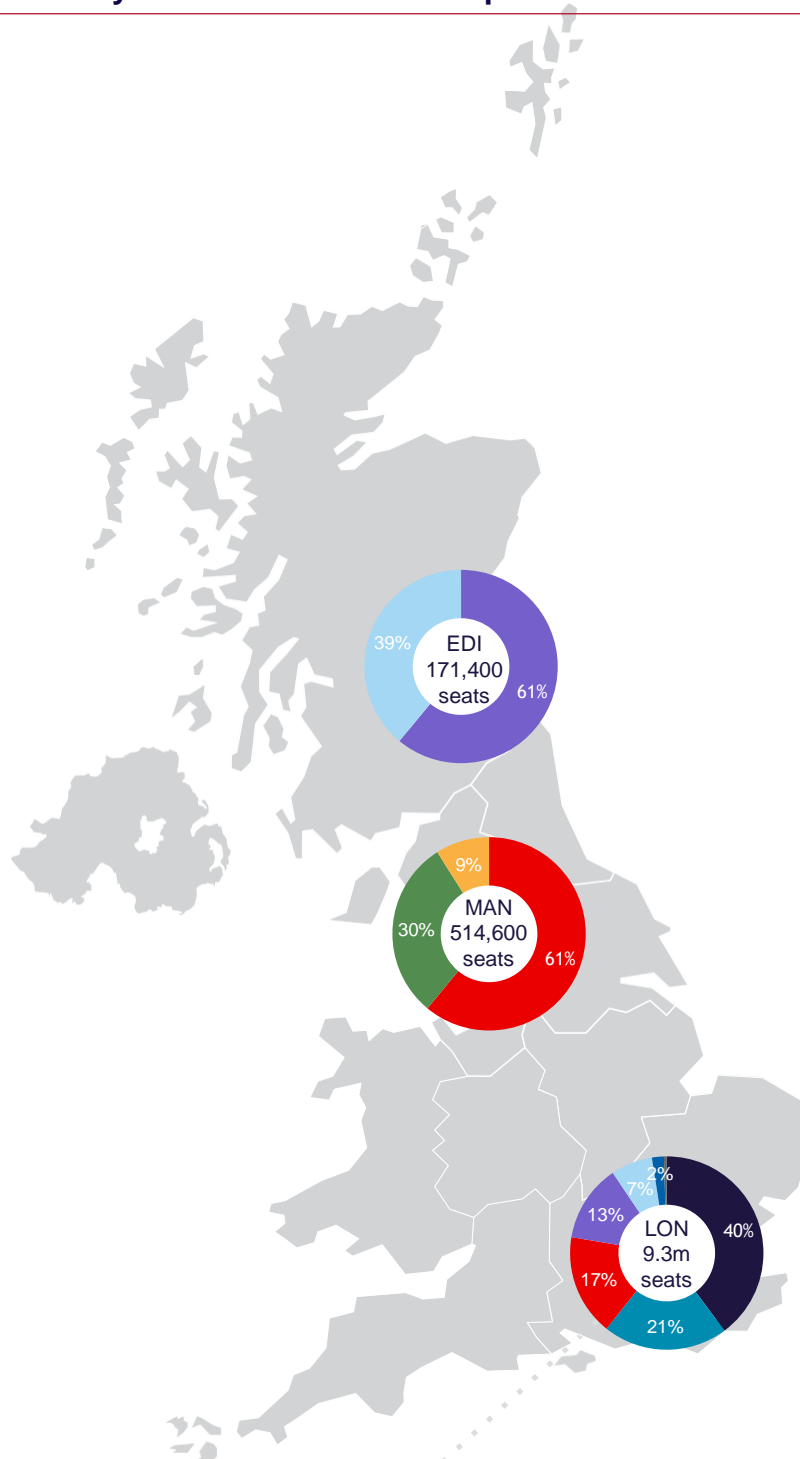 39%
EDI
171,400
seats
61%
9%
MAN
514,600
seats
30%
61%
2%
7%
13%
LON
9.3m
seats
40%
17%
21%